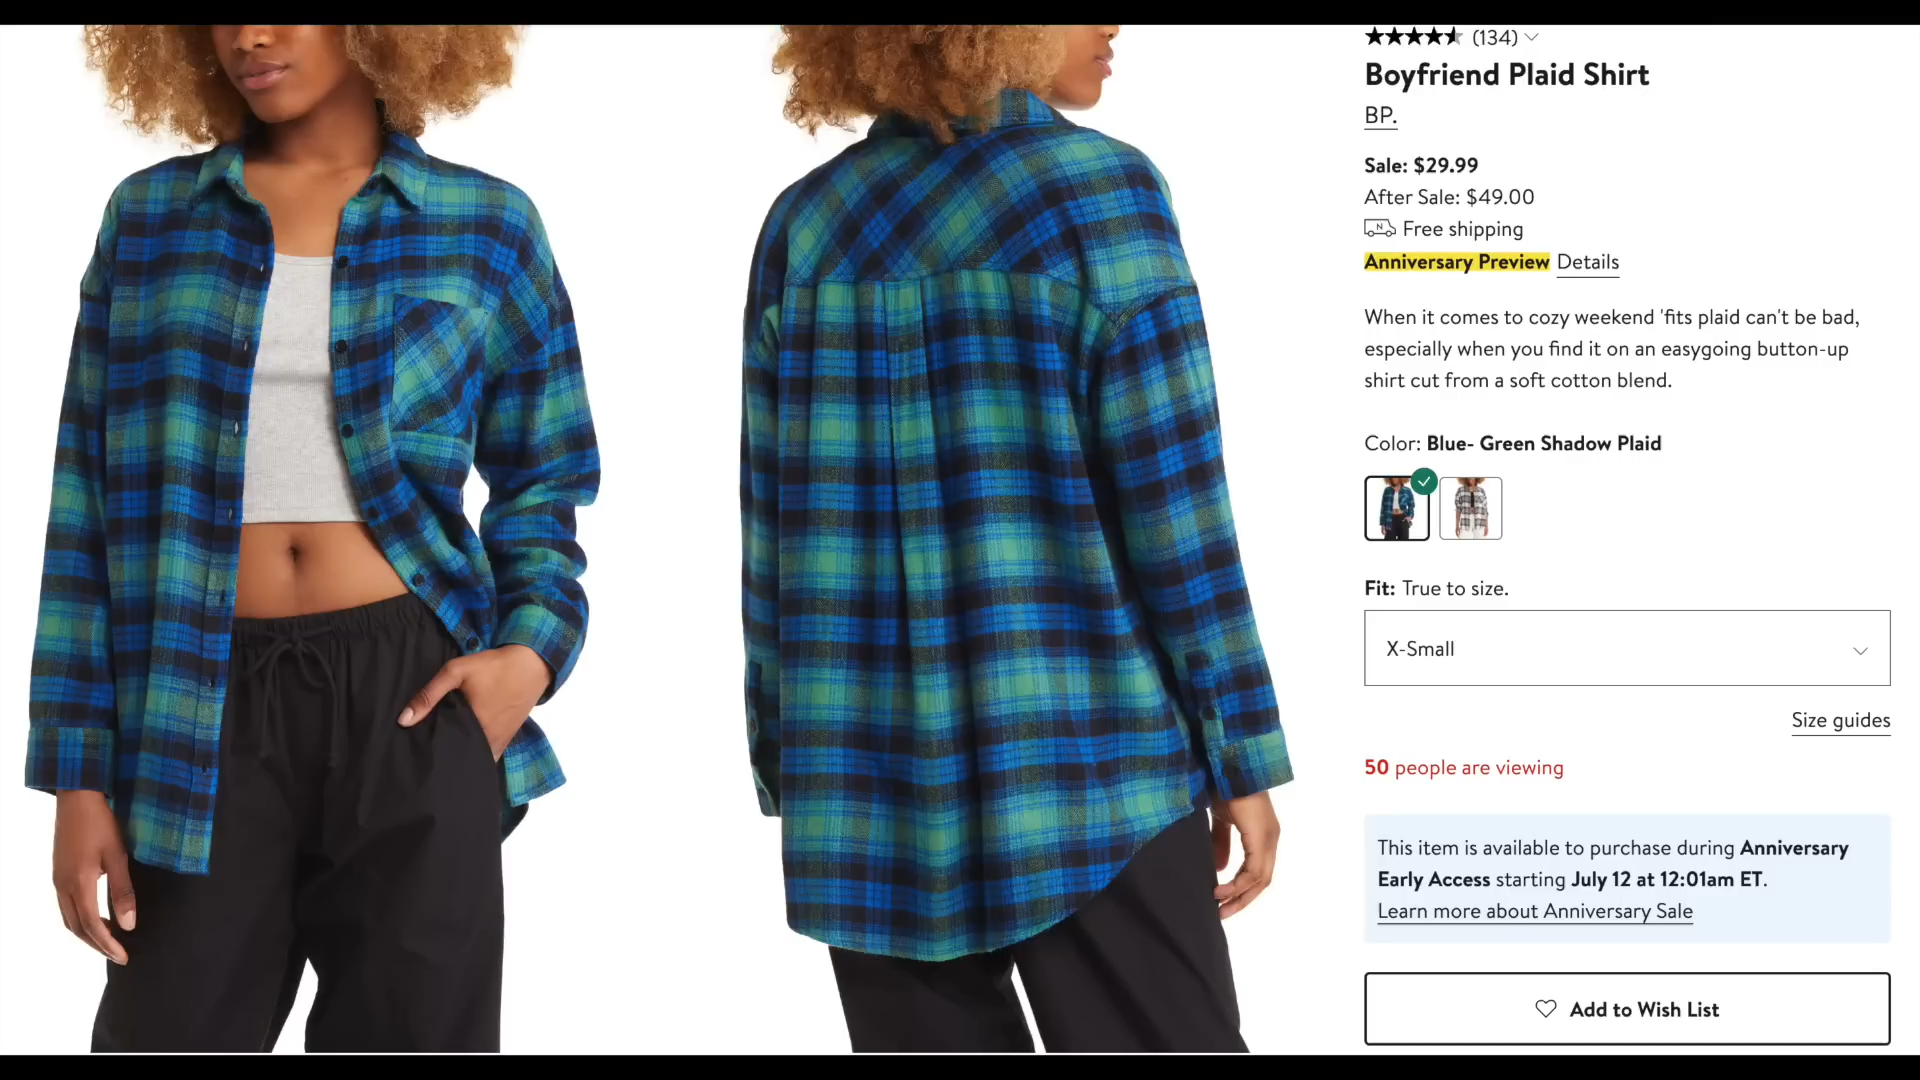 (134)
Boyfriend Plaid Shirt
BP.
Sale: $29.99
After Sale: $49.00
N Free shipping
Anniversary Preview Details
When it comes to cozy weekend 'fits plaid can't be bad,
especially when you find it on an easygoing button-up
shirt cut from a soft cotton blend.
Color: Blue- Green Shadow Plaid
Fit: True to size.
X-Small
Size guides
50 people are viewing
This item is available to purchase during Anniversary
Early Access starting July 12 at 12:01am ET.
Learn more about Anniversary Sale
Add to Wish List